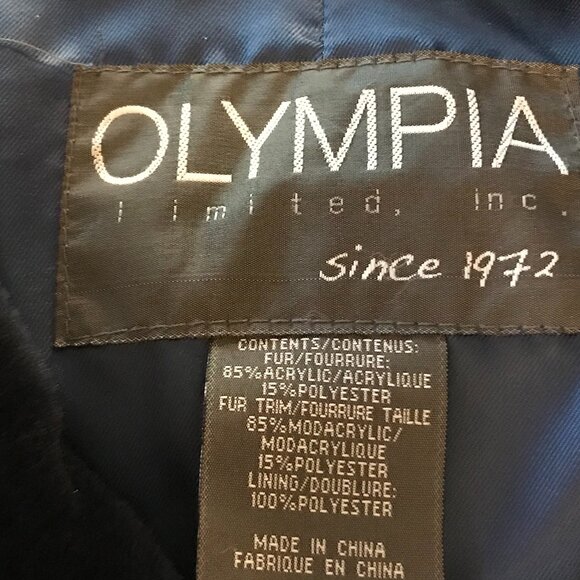 OLYMPIA
limited, inc.
since 1972
CONTENTS/CONTENUS:
FUR/FOURRURE:
85%ACRYLIC/ACRYLIQUE
15%POLYESTER
FUR TRIM/FOURRURE TAILLE
85%MODACRYLIC/
MODACRYLIQUE
15%POLYESTER
LINING/DOUBLURE:
100%POLYESTER
MADE IN CHINA
FABRIQUE EN CHINA